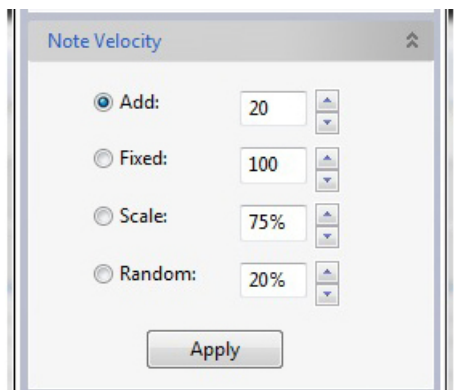 Note Velocity
Add: 20
Fixed: 100
Scale: 75%
Random: 20%
Apply